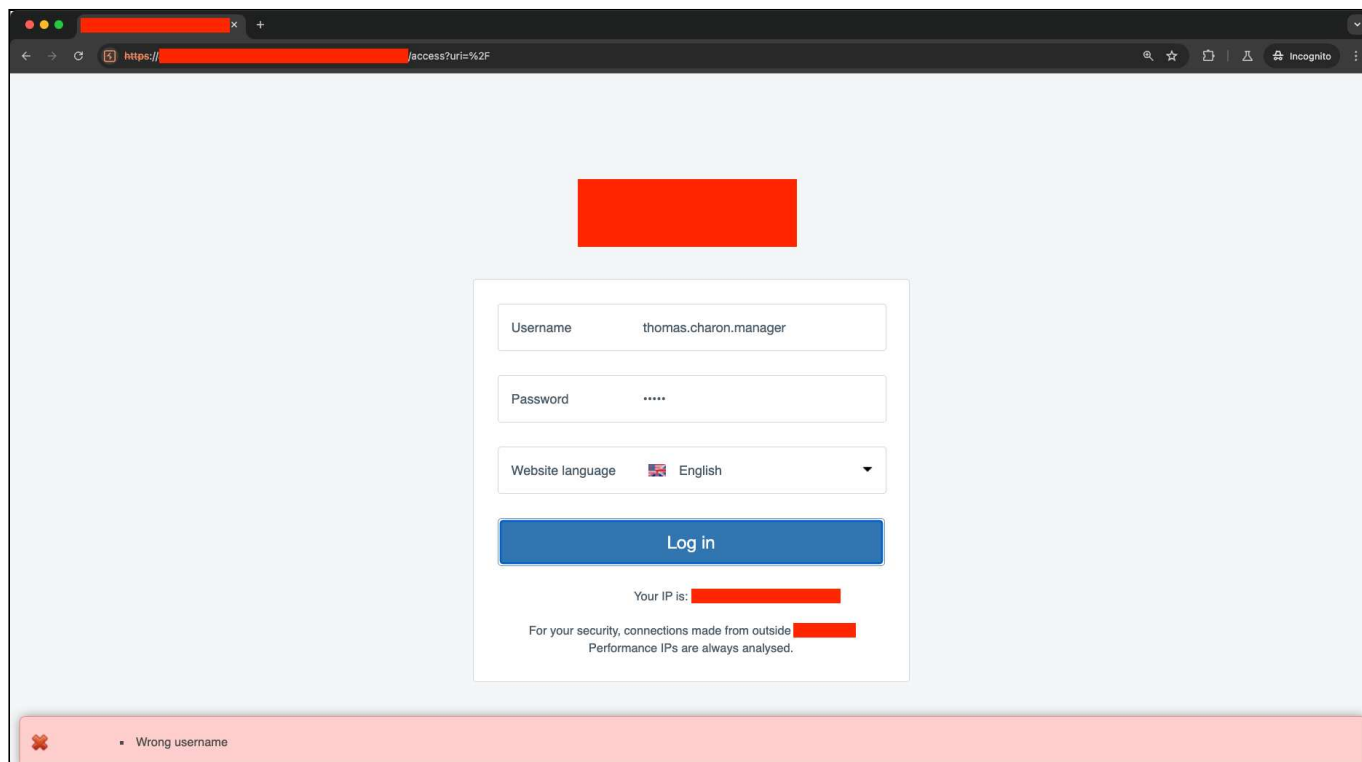 https://
/access?uri=%2F
Incognito
Username thomas.charon.manager
Password •••••
Website language English
Log in
Your IP is:
For your security, connections made from outside
Performance IPs are always analysed.
Wrong username